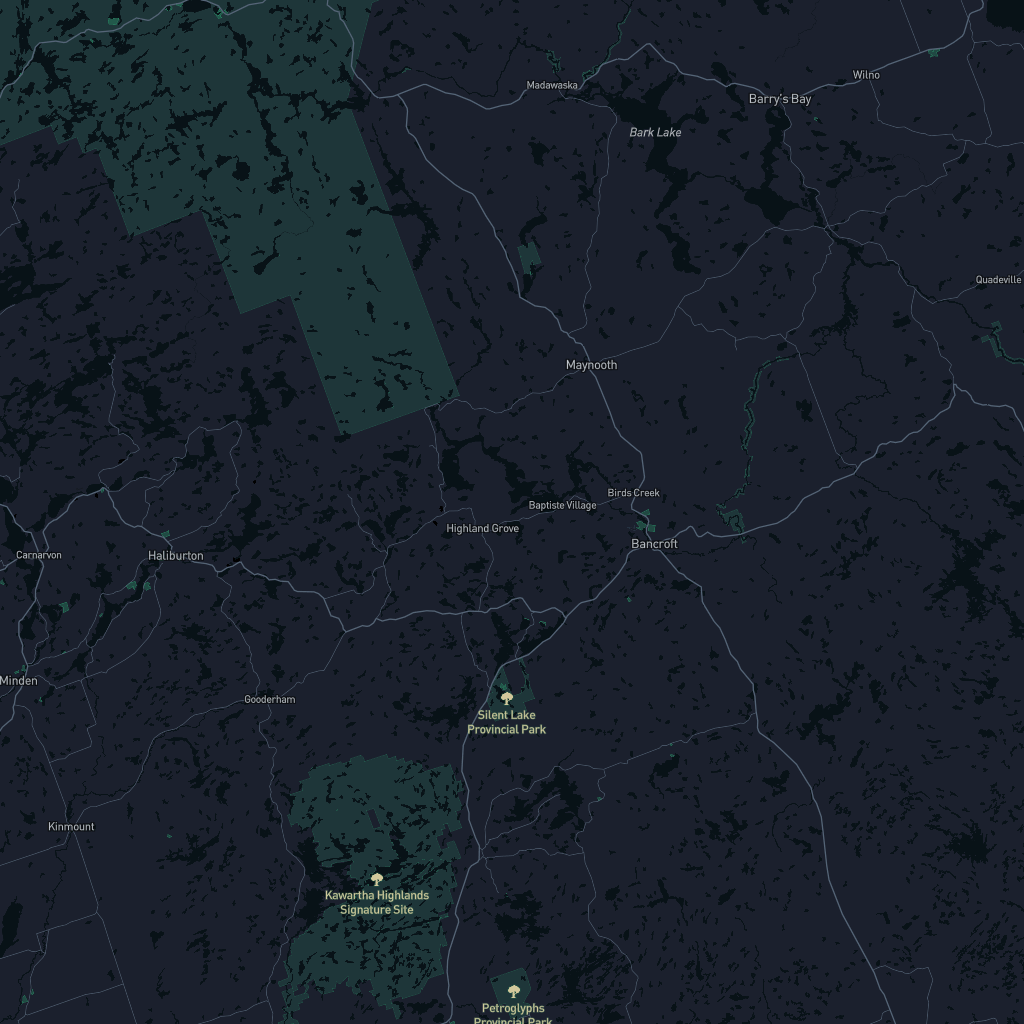 Wilno
Madawaska
Barry's Bay
Bark Lake
Quadeville
Maynooth
Birds Creek
Baptiste Village
Highland Grove
Bancroft
Carnarvon
Haliburton
Minden
Gooderham
Silent Lake
Provincial Park
Kinmount
Kawartha Highlands
Signature Site
Petroglyphs
Provincial Park